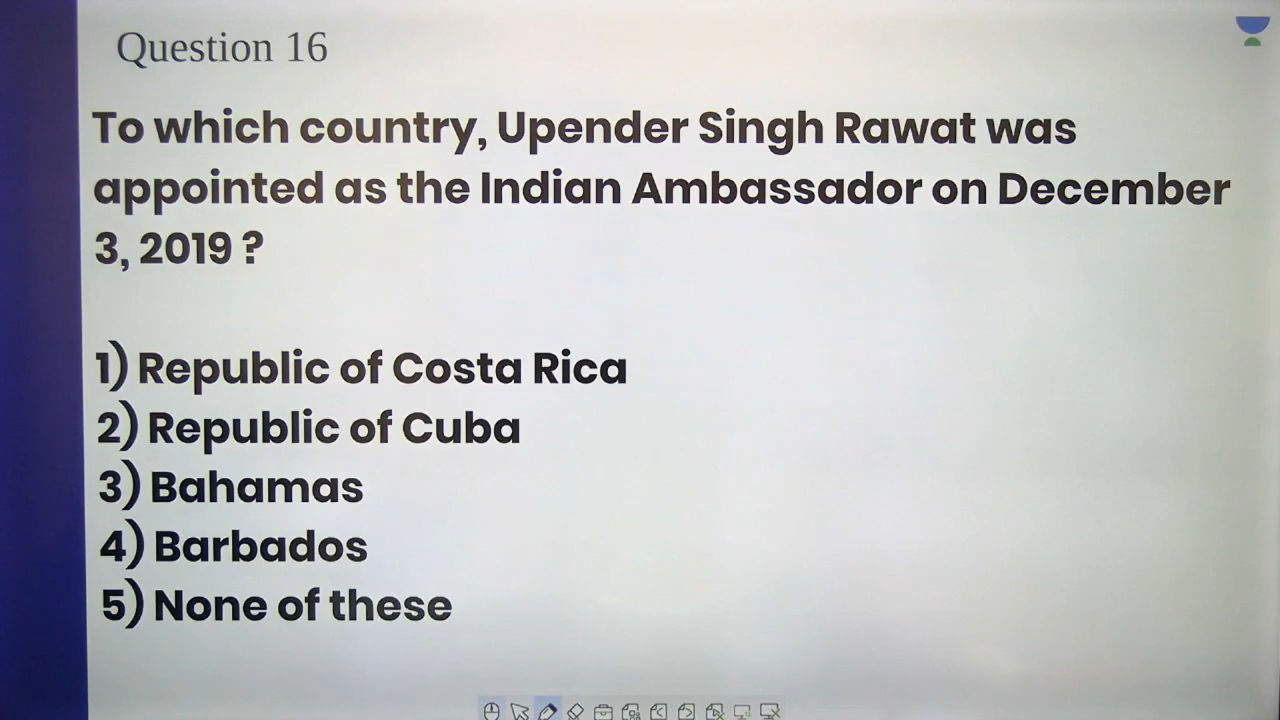 Question 16
To which country, Upender Singh Rawat was
appointed as the Indian Ambassador on December
3, 2019 ?
1) Republic of Costa Rica
2) Republic of Cuba
3) Bahamas
4) Barbados
5) None of these